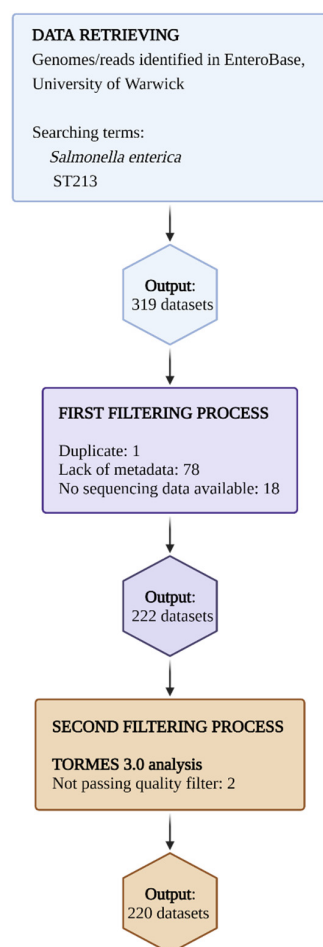 DATA RETRIEVING
Genomes/reads identified in EnteroBase,
University of Warwick
Searching terms:
Salmonella enterica
ST213
Output:
319 datasets
FIRST FILTERING PROCESS
Duplicate: 1
Lack of metadata: 78
No sequencing data available: 18
Output:
222 datasets
SECOND FILTERING PROCESS
TORMES 3.0 analysis
Not passing quality filter: 2
Output:
220 datasets